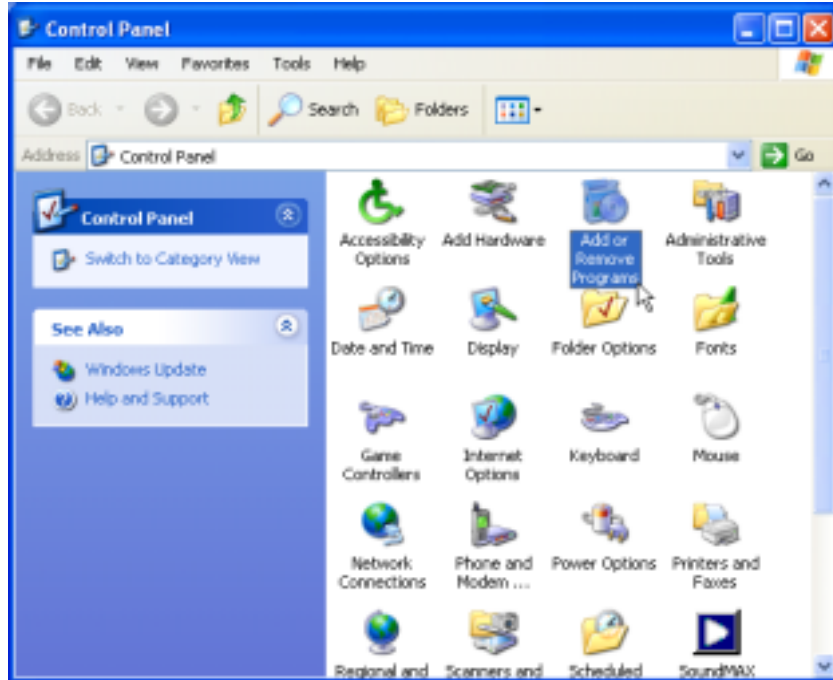 Control Panel
File Edit View Favorites Tools Help
Back Search Folders
Address Control Panel Go
Control Panel
Switch to Category View
See Also
Windows Update
Help and Support
Accessibility Options
Add Hardware
Add or Remove Programs
Administrative Tools
Date and Time
Display
Folder Options
Fonts
Game Controllers
Internet Options
Keyboard
Mouse
Network Connections
Phone and Modem ...
Power Options
Printers and Faxes
Regional and
Scanners and
Scheduled
SoundMAX